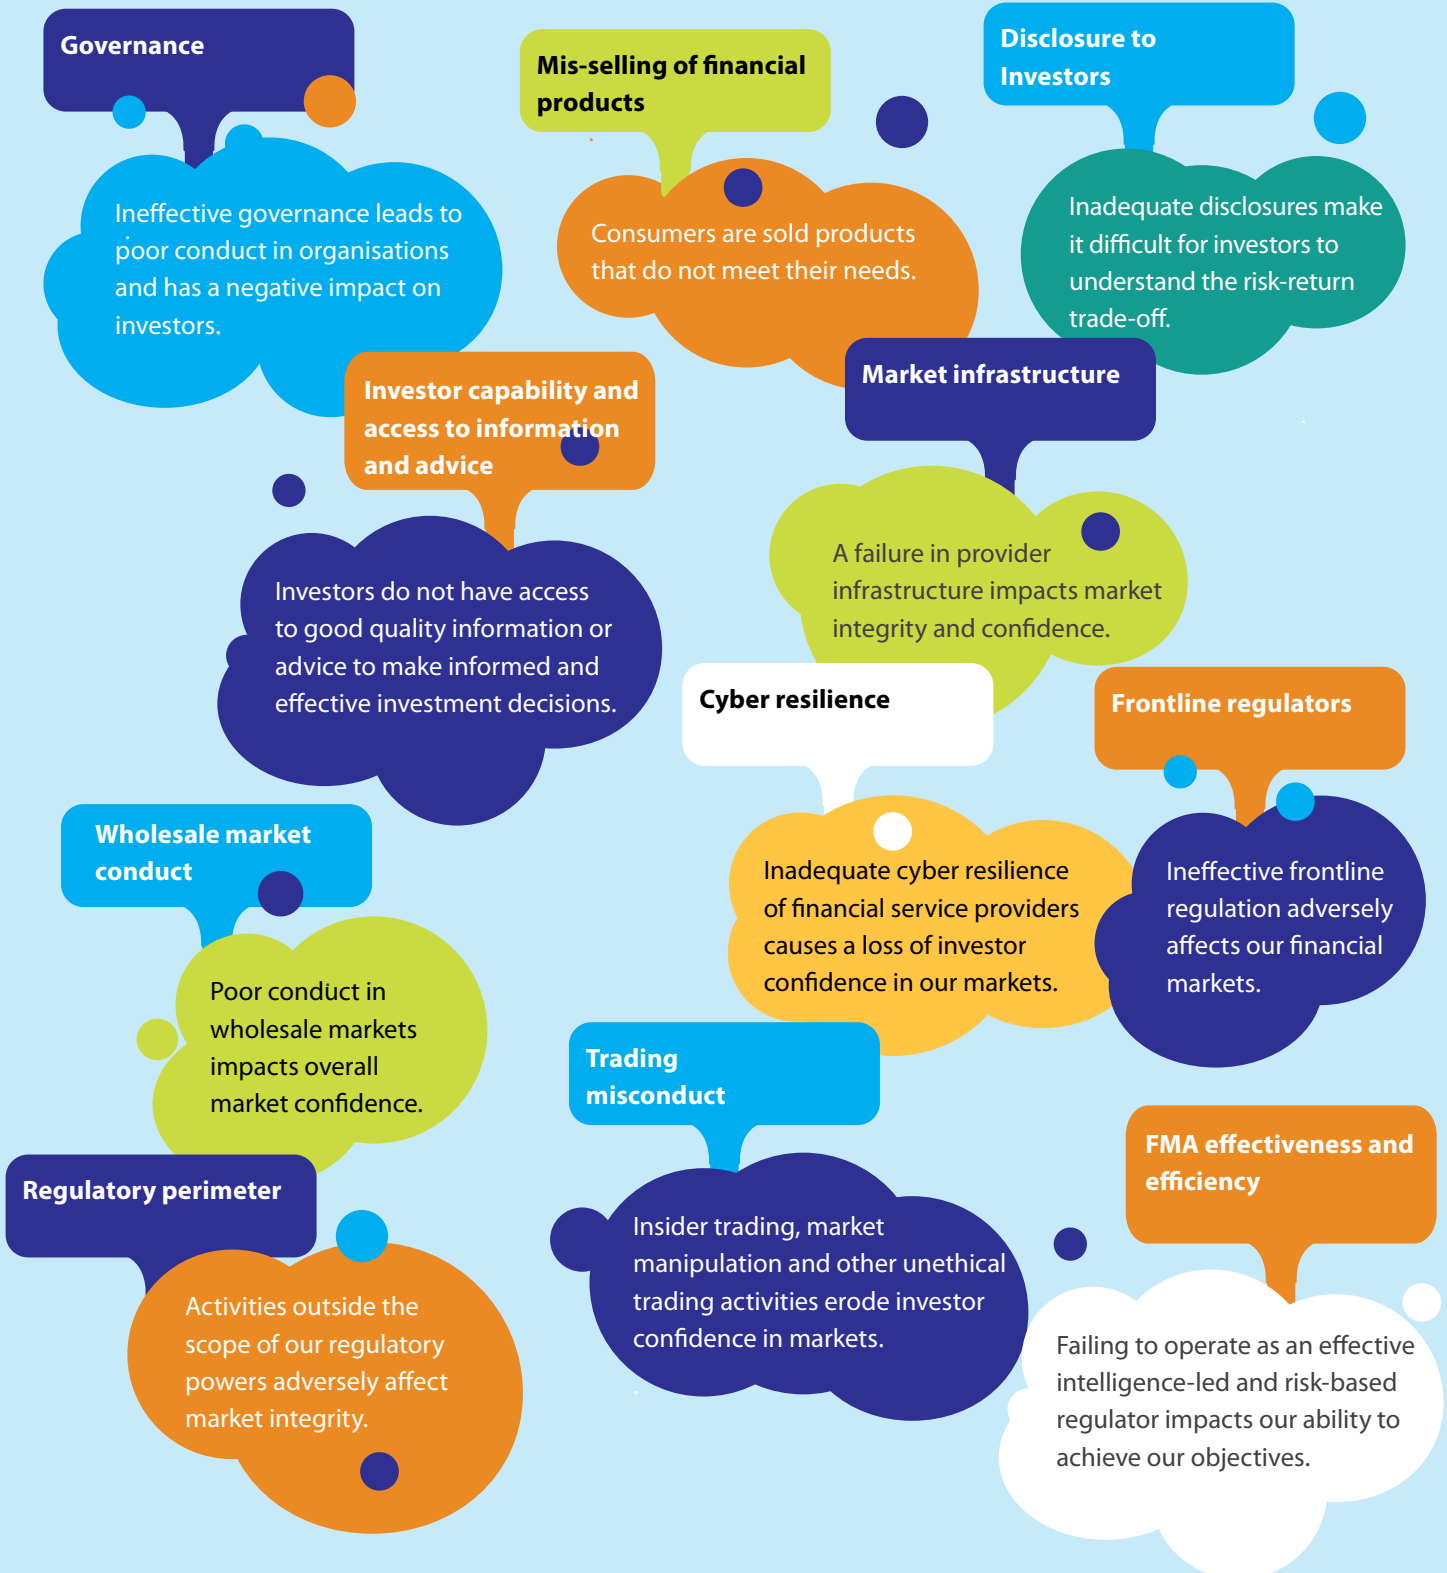 Governance
Ineffective governance leads to
poor conduct in organisations
and has a negative impact on
investors.
Mis-selling of financial
products
Consumers are sold products
that do not meet their needs.
Disclosure to
Investors
Inadequate disclosures make
it difficult for investors to
understand the risk-return
trade-off.
Investor capability and
access to information
and advice
Investors do not have access
to good quality information or
advice to make informed and
effective investment decisions.
Market infrastructure
A failure in provider
infrastructure impacts market
integrity and confidence.
Cyber resilience
Inadequate cyber resilience
of financial service providers
causes a loss of investor
confidence in our markets.
Frontline regulators
Ineffective frontline
regulation adversely
affects our financial
markets.
Wholesale market
conduct
Poor conduct in
wholesale markets
impacts overall
market confidence.
Trading
misconduct
Insider trading, market
manipulation and other unethical
trading activities erode investor
confidence in markets.
Regulatory perimeter
Activities outside the
scope of our regulatory
powers adversely affect
market integrity.
FMA effectiveness and
efficiency
Failing to operate as an effective
intelligence-led and risk-based
regulator impacts our ability to
achieve our objectives.